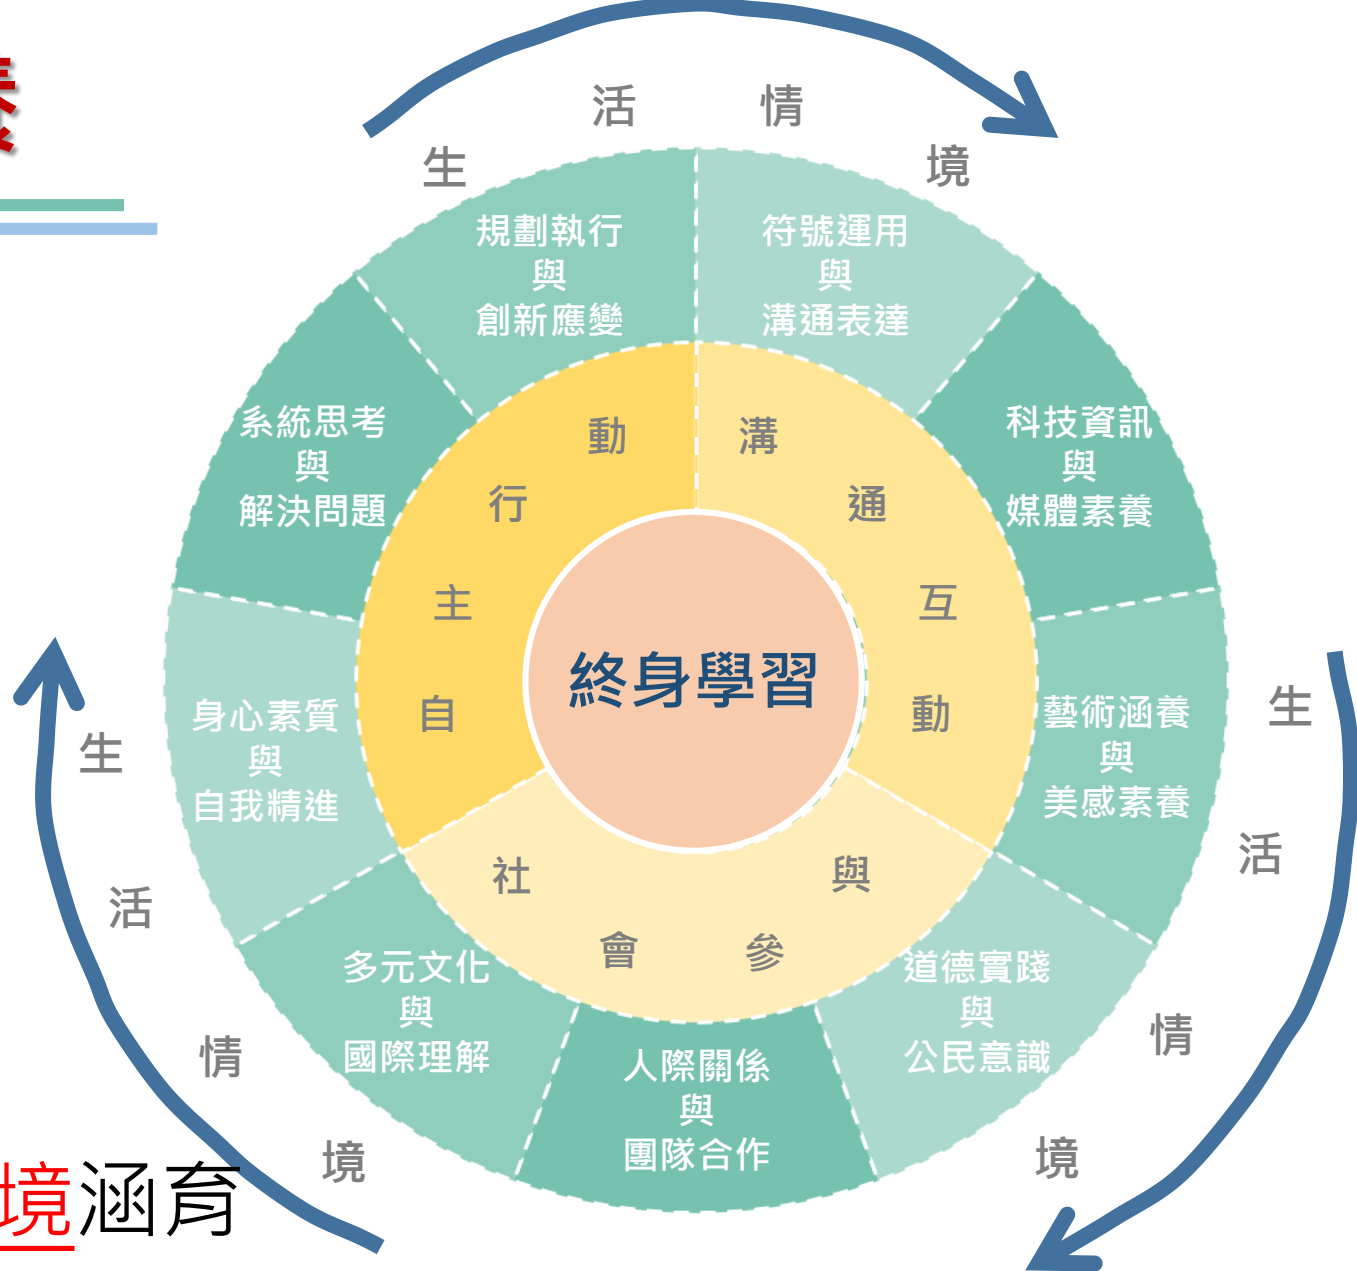 養
生活情境
規劃執行
與
創新應變
符號運用
與
溝通表達
系統思考
與
解決問題
科技資訊
與
媒體素養
自主行動
溝通互動
終身學習
身心素質
與
自我精進
藝術涵養
與
美感素養
生活情境
生活情境
社會參與
多元文化
與
國際理解
道德實踐
與
公民意識
人際關係
與
團隊合作
境涵育